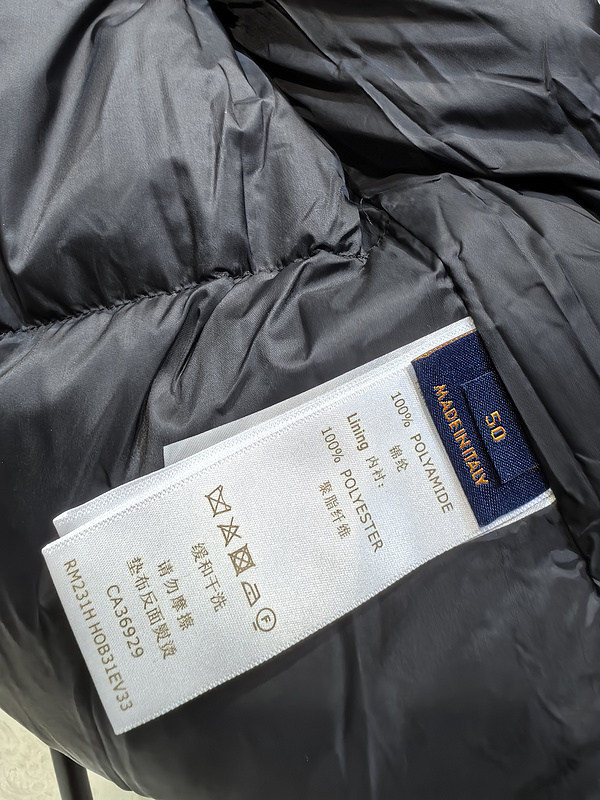 50
MADE IN ITALY
100% POLYAMIDE
锦纶
Lining 内衬:
100% POLYESTER
聚脂纤维
F
缓和干洗
请勿摩擦
垫布反面熨烫
CA36929
RM231H HOB31EV33